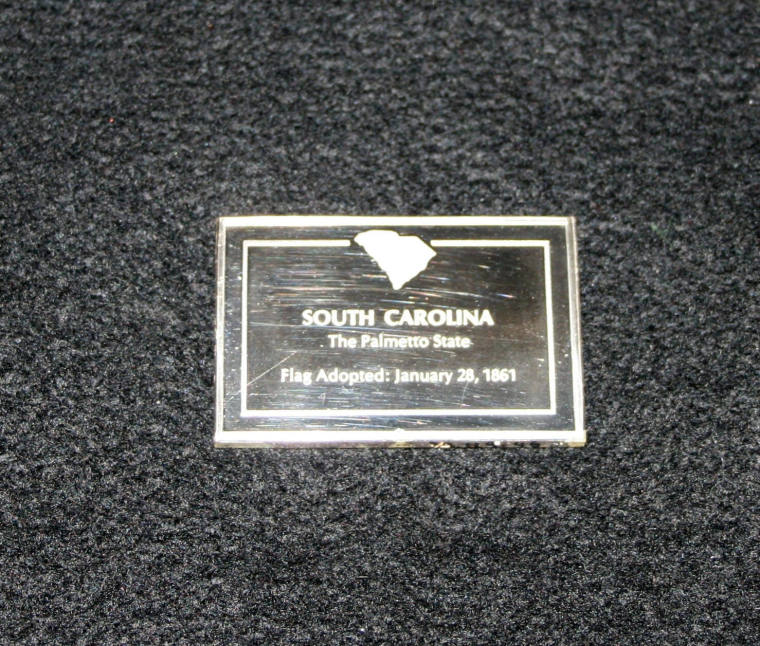 SOUTH CAROLINA
The Palmetto State
Flag Adopted: January 28, 1861